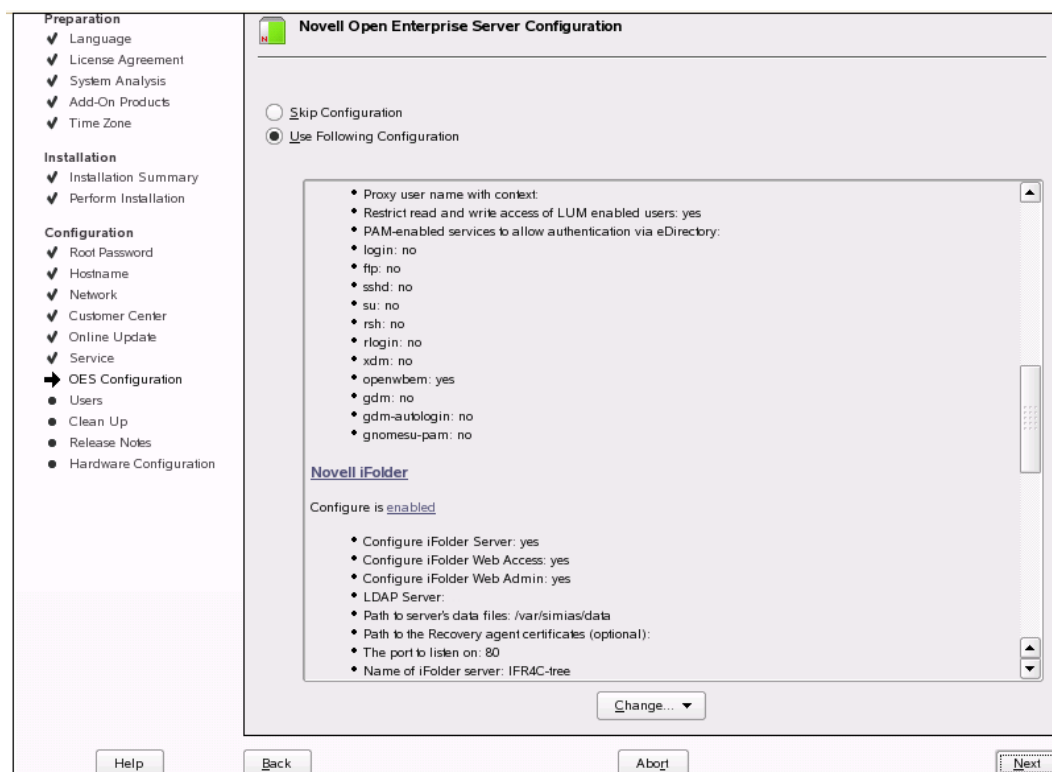 Preparation
Language
License Agreement
System Analysis
Add-On Products
Time Zone
Installation
Installation Summary
Perform Installation
Configuration
Root Password
Hostname
Network
Customer Center
Online Update
Service
OES Configuration
Users
Clean Up
Release Notes
Hardware Configuration
N
Novell Open Enterprise Server Configuration
Skip Configuration
Use Following Configuration
Proxy user name with context:
Restrict read and write access of LUM enabled users: yes
PAM-enabled services to allow authentication via eDirectory:
login: no
ftp: no
sshd: no
su: no
rsh: no
rlogin: no
xdm: no
openwbem: yes
gdm: no
gdm-autologin: no
gnomesu-pam: no
Novell iFolder
Configure is enabled
Configure iFolder Server: yes
Configure iFolder Web Access: yes
Configure iFolder Web Admin: yes
LDAP Server:
Path to server's data files: /var/simias/data
Path to the Recovery agent certificates (optional):
The port to listen on: 80
Name of iFolder server: IFR4C-tree
Change...
Help
Back
Abort
Next